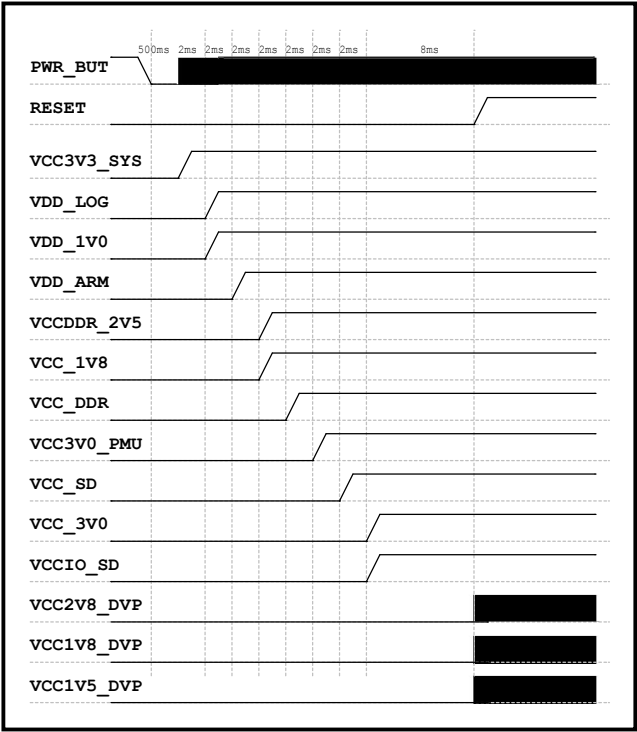 500ms 2ms 2ms 2ms 2ms 2ms 2ms 2ms 8ms
PWR_BUT
RESET
VCC3V3_SYS
VDD_LOG
VDD_1V0
VDD_ARM
VCCDDR_2V5
VCC_1V8
VCC_DDR
VCC3V0_PMU
VCC_SD
VCC_3V0
VCCIO_SD
VCC2V8_DVP
VCC1V8_DVP
VCC1V5_DVP